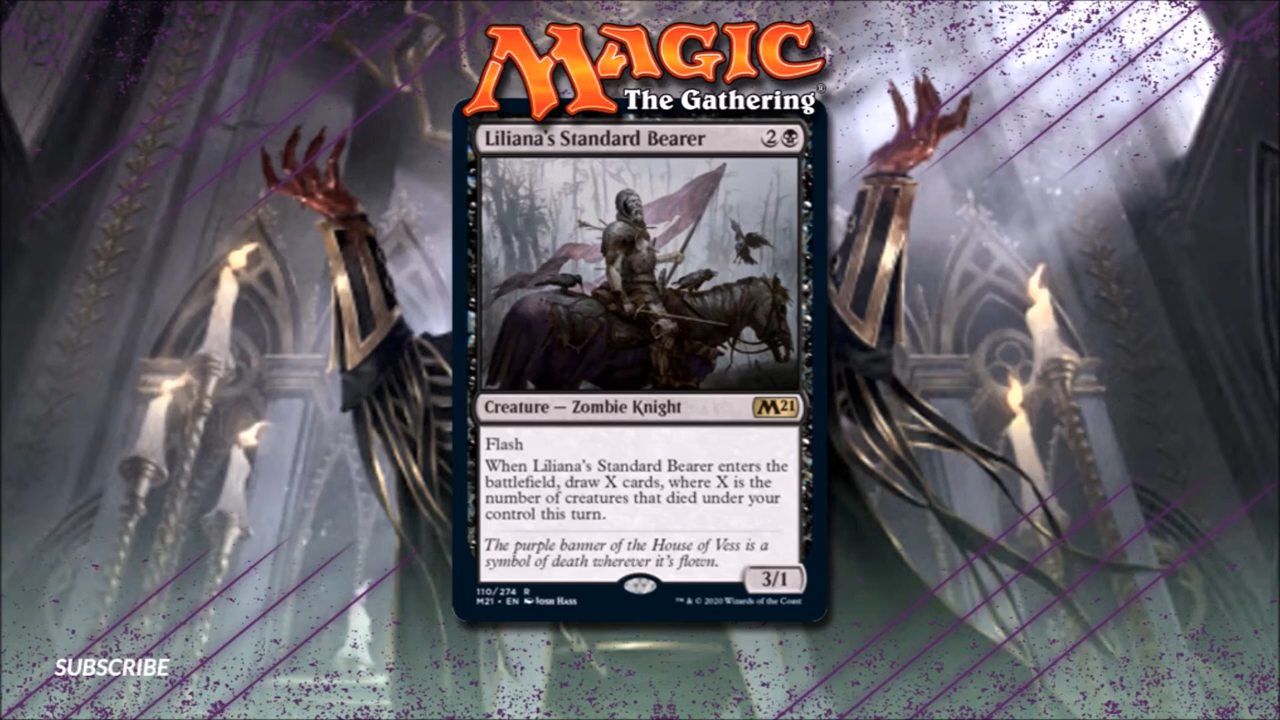 MAGIC
The Gathering®
Liliana's Standard Bearer 2
Creature — Zombie Knight M21
Flash
When Liliana's Standard Bearer enters the
battlefield, draw X cards, where X is the
number of creatures that died under your
control this turn.
The purple banner of the House of Vess is a
symbol of death wherever it's flown.
3/1
110/274 R
M21 • EN Josh Hass ™ & © 2020 Wizards of the Coast
SUBSCRIBE